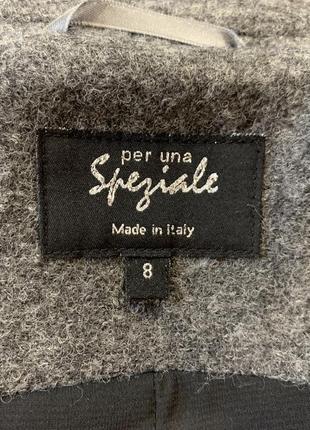 per una
Speziale
Made in Italy
8